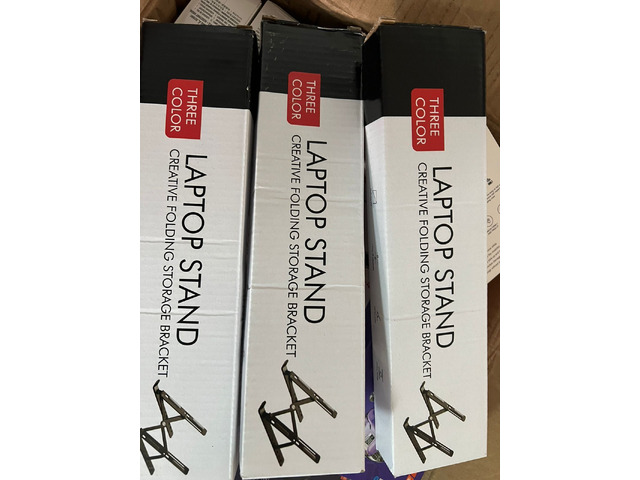 THREE
COLOR
LAPTOP STAND
CREATIVE FOLDING STORAGE BRACKET
THREE
COLOR
LAPTOP STAND
CREATIVE FOLDING STORAGE BRACKET
THREE
COLOR
LAPTOP STAND
CREATIVE FOLDING STORAGE BRACKET